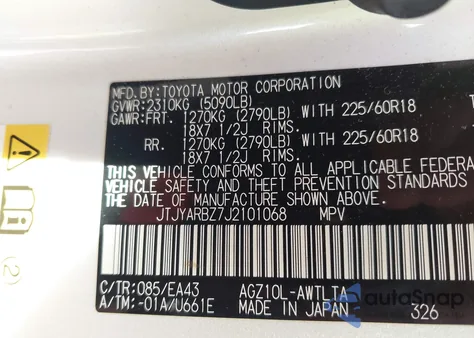 MFD.BY:TOYOTA MOTOR CORPORATION
GVWR:2310KG (5090LB)
GAWR:FRT. 1270KG (2790LB) WITH 225/60R18
18X7 1/2J RIMS.
RR. 1270KG (2790LB) WITH 225/60R18
18X7 1/2J RIMS.
THIS VEHICLE CONFORMS TO ALL APPLICABLE FEDERA
VEHICLE SAFETY AND THEFT PREVENTION STANDARDS
THE DATE OF MANUFACTURE SHOWN ABOVE.
JTJYARBZ7J2101068 MPV
C/TR:085/EA43 AGZ10L-AWTLTA
A/TM:-01A/U661E MADE IN JAPAN 326
2
autoSnap